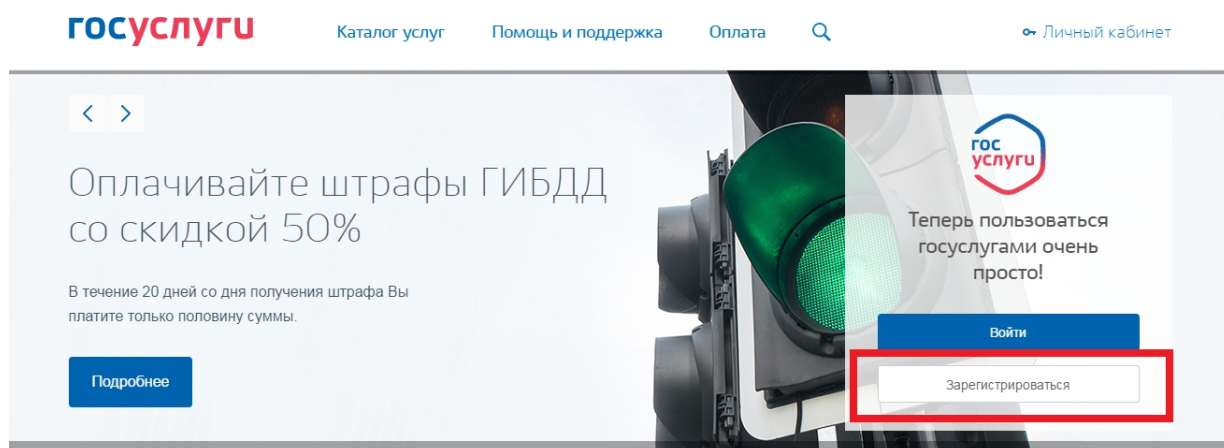 госуслуги
Каталог услуг
Помощь и поддержка
Оплата
Личный кабинет
Оплачивайте штрафы ГИБДД
со скидкой 50%
В течение 20 дней со дня получения штрафа Вы
платите только половину суммы.
Подробнее
гос
услуги
Теперь пользоваться
госуслугами очень
просто!
Войти
Зарегистрироваться